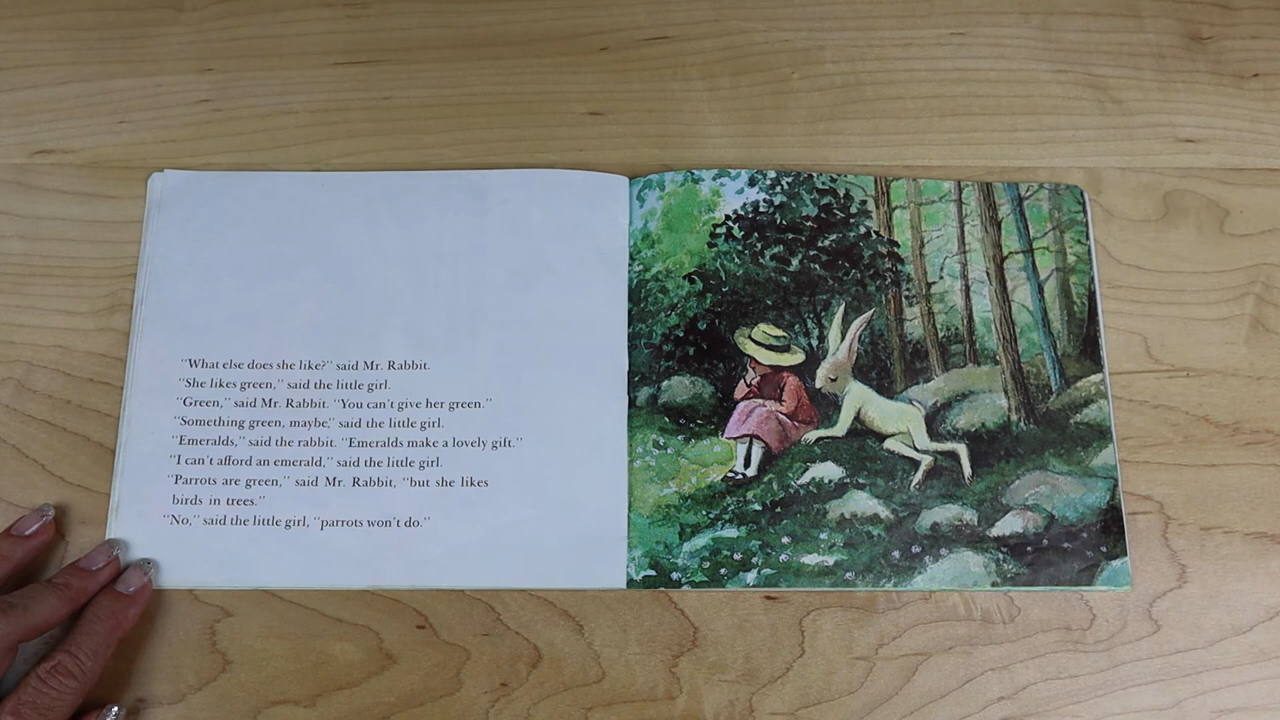 "What else does she like?" said Mr. Rabbit.
"She likes green," said the little girl.
"Green," said Mr. Rabbit. "You can't give her green."
"Something green, maybe," said the little girl.
"Emeralds," said the rabbit. "Emeralds make a lovely gift."
"I can't afford an emerald," said the little girl.
"Parrots are green," said Mr. Rabbit, "but she likes
birds in trees."
"No," said the little girl, "parrots won't do."